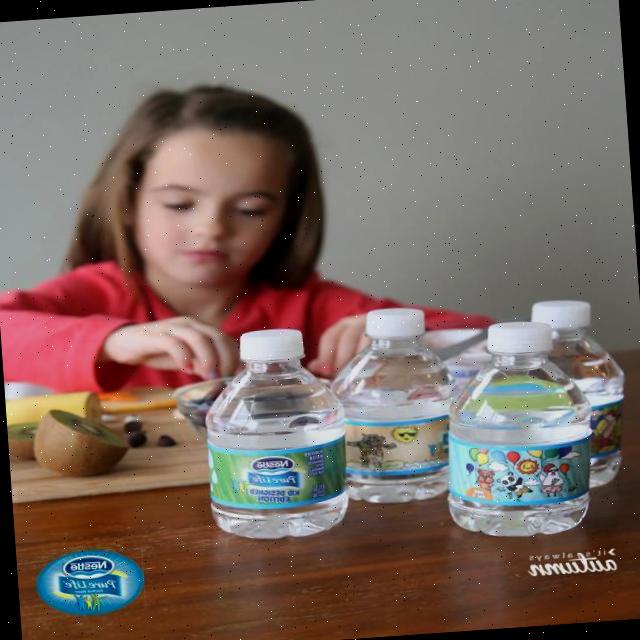 Nestlé
Pure Life
KID DESIGNED
EDITION
Nestlé
Pure Life
it's always
autumn